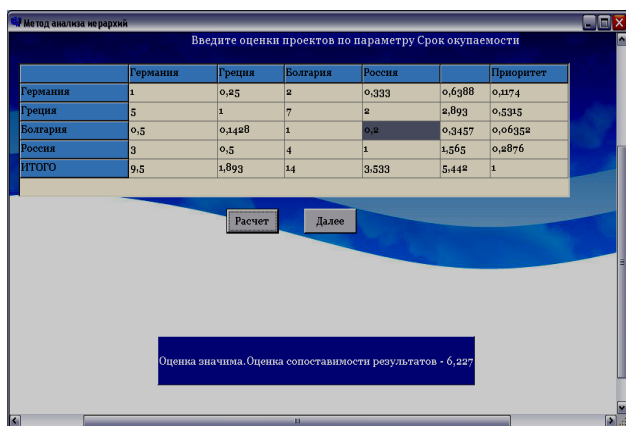 Метод анализа иерархий
Введите оценки проектов по параметру Срок окупаемости
Германия Греция Болгария Россия Приоритет
Германия 1 0,25 2 0,333 0,6388 0,1174
Греция 5 1 7 2 2,893 0,5315
Болгария 0,5 0,1428 1 0,2 0,3457 0,06352
Россия 3 0,5 4 1 1,565 0,2876
ИТОГО 9,5 1,893 14 3,533 5,442 1
Расчет Далее
Оценка значима.Оценка сопоставимости результатов - 6,227